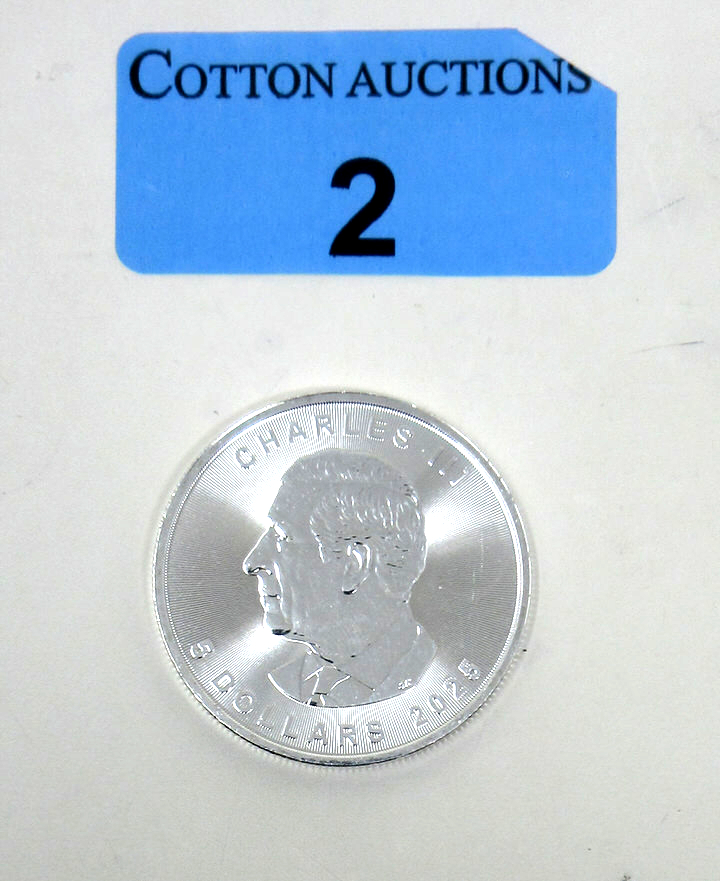 COTTON AUCTIONS
2
CHARLES III
5 DOLLARS 2025